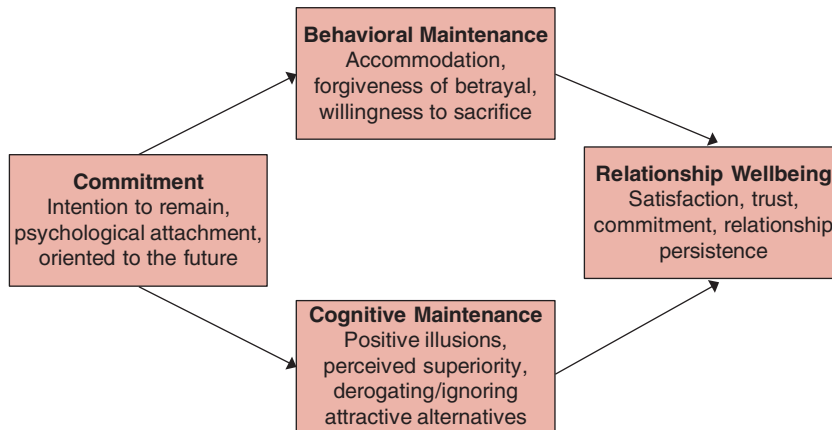 Behavioral Maintenance
Accommodation,
forgiveness of betrayal,
willingness to sacrifice
Commitment
Intention to remain,
psychological attachment,
oriented to the future
Relationship Wellbeing
Satisfaction, trust,
commitment, relationship
persistence
Cognitive Maintenance
Positive illusions,
perceived superiority,
derogating/ignoring
attractive alternatives